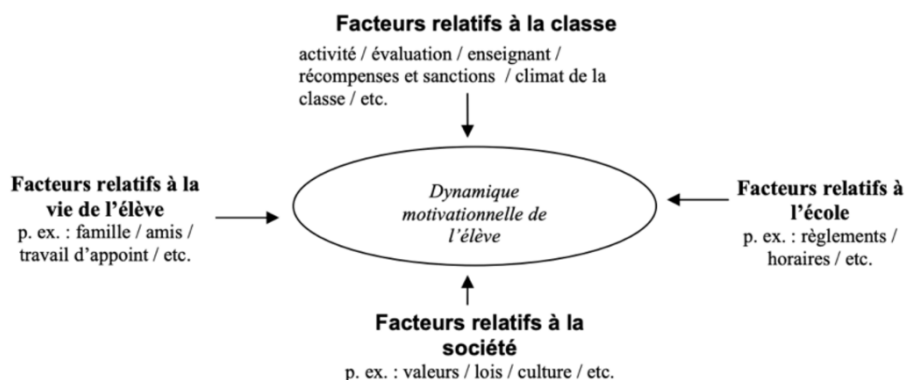 Facteurs relatifs à la classe
activité / évaluation / enseignant /
récompenses et sanctions / climat de la
classe / etc.
Facteurs relatifs à la
vie de l'élève
p. ex. : famille / amis /
travail d'appoint / etc.
Dynamique
motivationnelle de
l'élève
Facteurs relatifs à
l'école
p. ex. : règlements /
horaires / etc.
Facteurs relatifs à la
société
p. ex. : valeurs / lois / culture / etc.